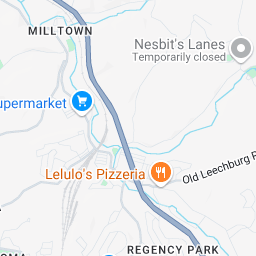 MILLTOWN
Nesbit's Lanes
Temporarily closed
upermarket
Old Leechburg R
Lelulo's Pizzeria
REGENCY PARK